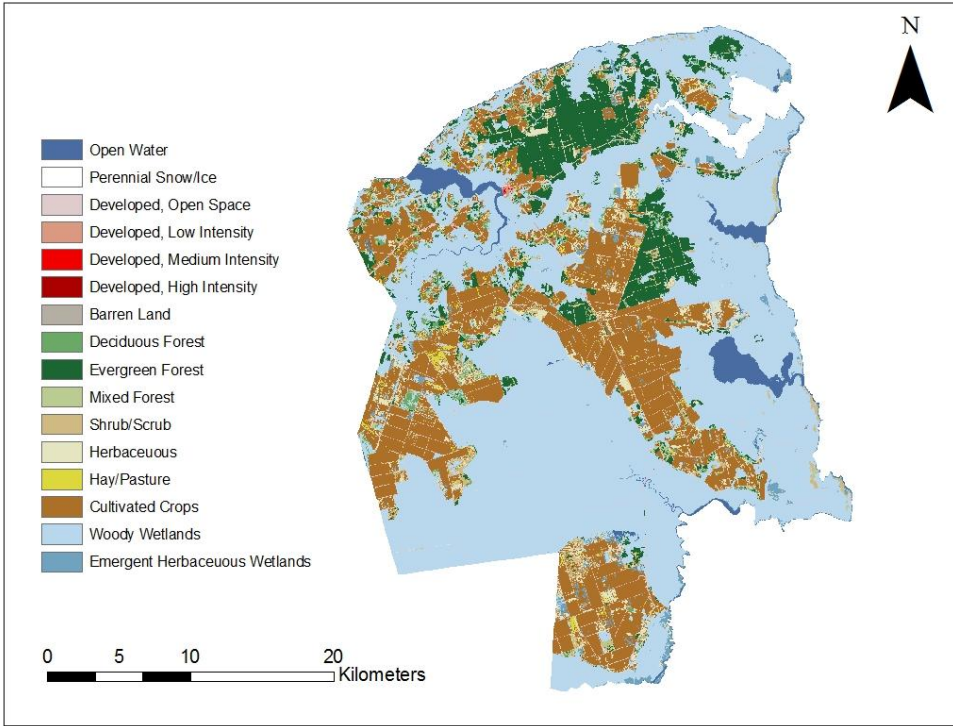 N
Open Water
Perennial Snow/Ice
Developed, Open Space
Developed, Low Intensity
Developed, Medium Intensity
Developed, High Intensity
Barren Land
Deciduous Forest
Evergreen Forest
Mixed Forest
Shrub/Scrub
Herbaceuous
Hay/Pasture
Cultivated Crops
Woody Wetlands
Emergent Herbaceuous Wetlands
0 5 10 20
Kilometers